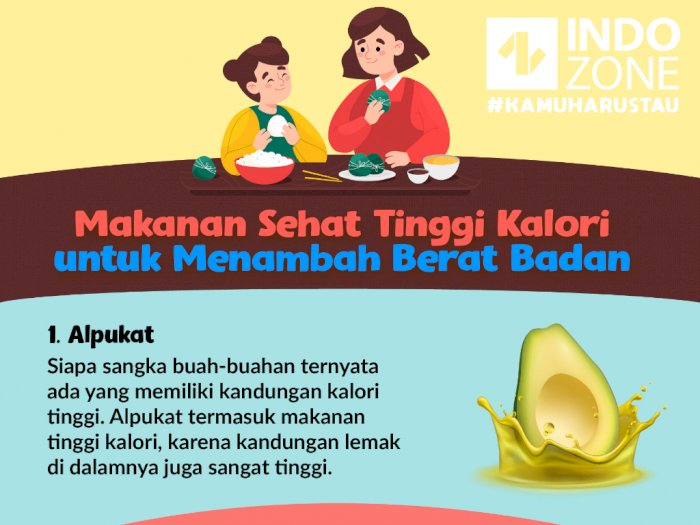 INDO
ZONE
#KAMUHARUSTAU
Makanan Sehat Tinggi Kalori
untuk Menambah Berat Badan
1. Alpukat
Siapa sangka buah-buahan ternyata
ada yang memiliki kandungan kalori
tinggi. Alpukat termasuk makanan
tinggi kalori, karena kandungan lemak
di dalamnya juga sangat tinggi.